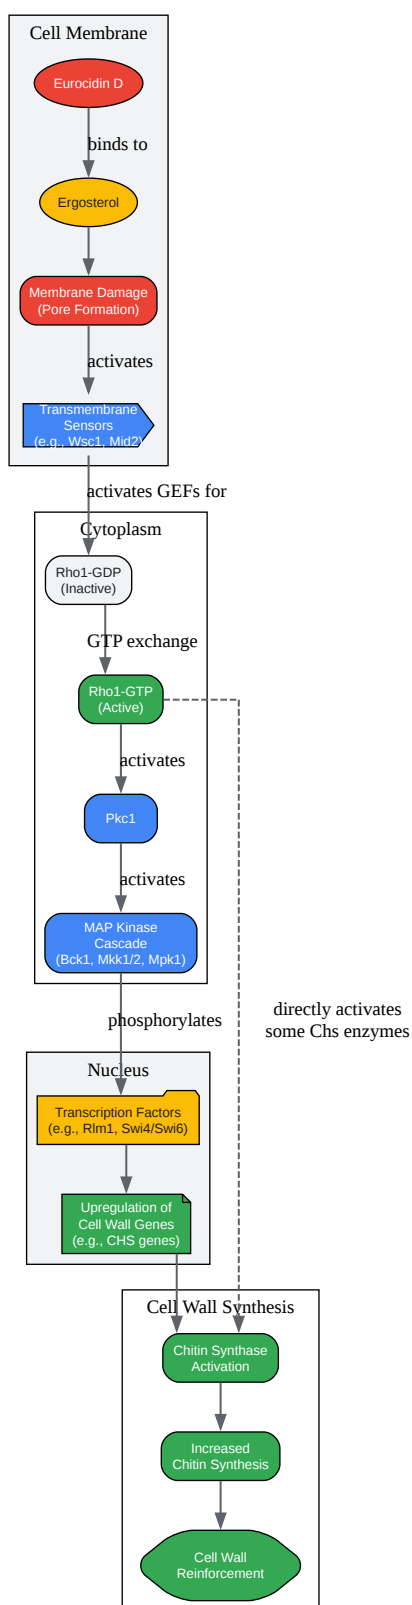 Cell Membrane
Eurocidin D
binds to
Ergosterol
Membrane Damage
(Pore Formation)
activates
Transmembrane
Sensors
(e.g., Wsc1, Mid2)
activates GEFs for
Cytoplasm
Rho1-GDP
(Inactive)
GTP exchange
Rho1-GTP
(Active)
activates
Pkc1
activates
MAP Kinase
Cascade
(Bck1, Mkk1/2, Mpk1)
directly activates
some Chs enzymes
phosphorylates
Nucleus
Transcription Factors
(e.g., Rlm1, Swi4/Swi6)
Upregulation of
Cell Wall Genes
(e.g., CHS genes)
Cell Wall Synthesis
Chitin Synthase
Activation
Increased
Chitin Synthesis
Cell Wall
Reinforcement